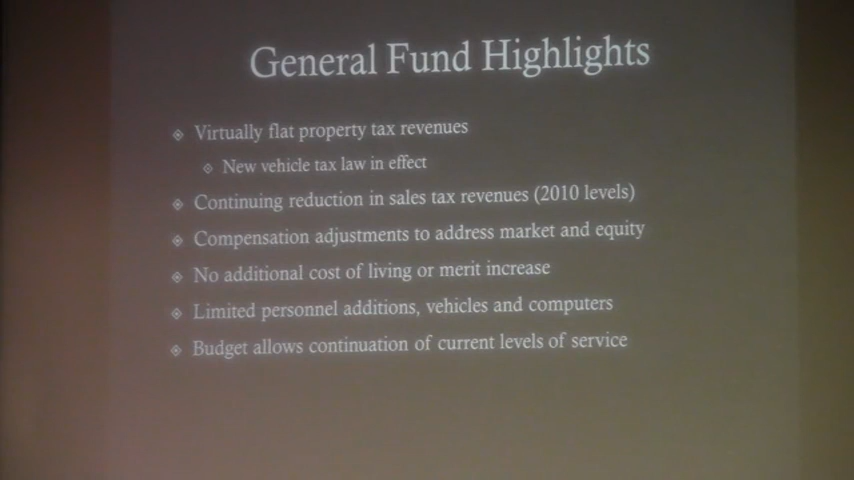 General Fund Highlights
Virtually flat property tax revenues
New vehicle tax law in effect
Continuing reduction in sales tax revenues (2010 levels)
Compensation adjustments to address market and equity
No additional cost of living or merit increase
Limited personnel additions, vehicles and computers
Budget allows continuation of current levels of service